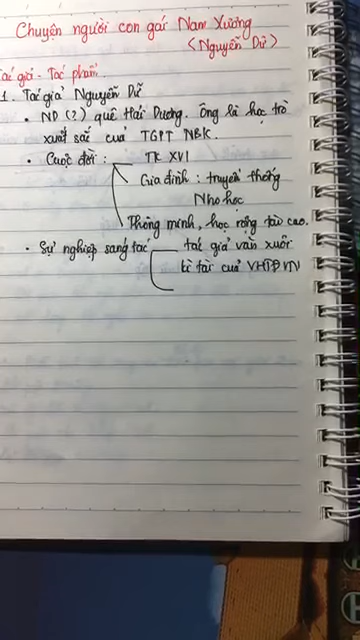 Chuyện người con gái Nam Xương
(Nguyễn Dữ)
Tác giả - Tác phẩm.
1. Tác giả Nguyễn Dữ
• ND (?) quê Hải Dương. Ông là học trò
xuất sắc của TGPT NBK.
• Cuộc đời : TK XVI
Gia đình : truyền thống
Nho học
Thông minh, học rộng tài cao.
• Sự nghiệp sáng tác tác giả văn xuôi
kì tài của VHTĐVN